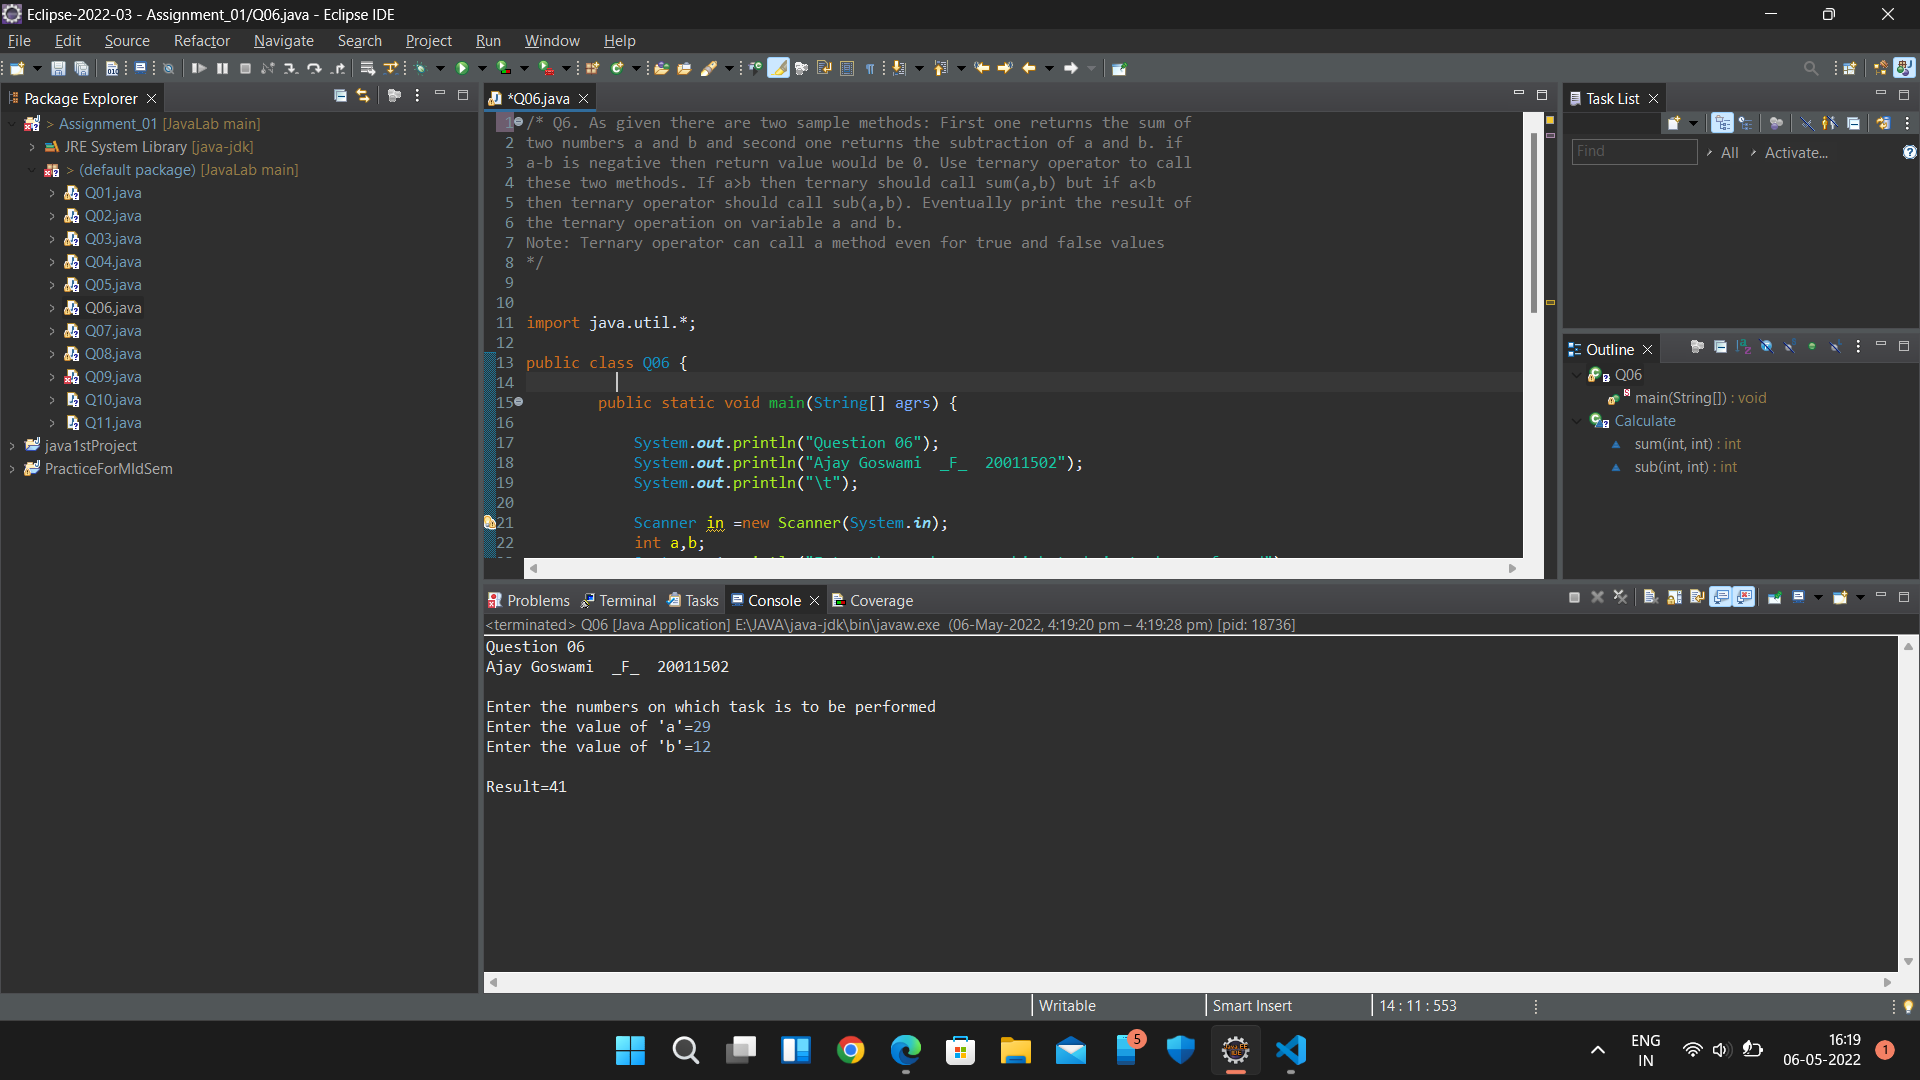 Eclipse-2022-03 - Assignment_01/Q06.java - Eclipse IDE
File Edit Source Refactor Navigate Search Project Run Window Help
Package Explorer
> Assignment_01 [JavaLab main]
JRE System Library [java-jdk]
> (default package) [JavaLab main]
Q01.java
Q02.java
Q03.java
Q04.java
Q05.java
Q06.java
Q07.java
Q08.java
Q09.java
Q10.java
Q11.java
java1stProject
PracticeForMIdSem
*Q06.java
1 /* Q6. As given there are two sample methods: First one returns the sum of
2 two numbers a and b and second one returns the subtraction of a and b. if
3 a-b is negative then return value would be 0. Use ternary operator to call
4 these two methods. If a>b then ternary should call sum(a,b) but if a<b
5 then ternary operator should call sub(a,b). Eventually print the result of
6 the ternary operation on variable a and b.
7 Note: Ternary operator can call a method even for true and false values
8 */
9
10
11 import java.util.*;
12
13 public class Q06 {
14
15 public static void main(String[] agrs) {
16
17 System.out.println("Question 06");
18 System.out.println("Ajay Goswami  _F_  20011502");
19 System.out.println("\t");
20
21 Scanner in =new Scanner(System.in);
22 int a,b;
Task List
Find
All
Activate...
Outline
Q06
main(String[]) : void
Calculate
sum(int, int) : int
sub(int, int) : int
Problems Terminal Tasks Console Coverage
<terminated> Q06 [Java Application] E:\JAVA\java-jdk\bin\javaw.exe (06-May-2022, 4:19:20 pm – 4:19:28 pm) [pid: 18736]
Question 06
Ajay Goswami  _F_  20011502
Enter the numbers on which task is to be performed
Enter the value of 'a'=29
Enter the value of 'b'=12
Result=41
Writable
Smart Insert
14 : 11 : 553
5
ENG
IN
16:19
06-05-2022
1